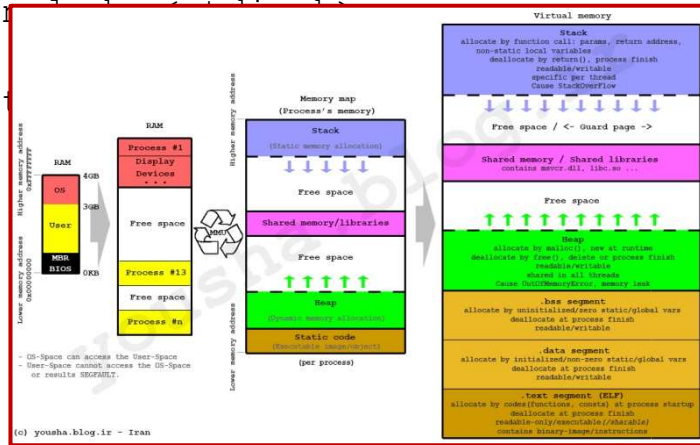 Virtual memory
Stack
allocate by function call: params, return address,
non-static local variables
deallocate by return(), process finish
readable/writable
specific per thread
Cause StackOverFlow
Free space / <- Guard page ->
Shared memory / Shared libraries
contains msvcr.dll, libc.so ...
Free space
Heap
allocate by malloc(), new at runtime
deallocate by free(), delete or process finish
readable/writable
shared in all threads
Cause OutOfMemoryError, memory leak
.bss segment
allocate by uninitialized/zero static/global vars
deallocate at process finish
readable/writable
.data segment
allocate by initialized/non-zero static/global vars
deallocate at process finish
readable/writable
.text segment (ELF)
allocate by codes(functions, consts) at process startup
deallocate at process finish
readable-only/executable(/sharable)
contains binary-image/instructions
Memory map
(Process's memory)
Higher memory address
Stack
(Static memory allocation)
Free space
Shared memory/libraries
Free space
Heap
(Dynamic memory allocation)
Static code
(Executable image/object)
Lower memory address
(per process)
MMU
RAM
Process #1
Display
Devices
...
Free space
Process #13
Free space
Process #n
RAM
Higher memory address
0xFFFFFFFF
4GB
OS
3GB
User
MBR
BIOS
0KB
Lower memory address
0x00000000
- OS-Space can access the User-Space
- User-Space cannot access the OS-Space
or results SEGFAULT.
(c) yousha.blog.ir - Iran
yousha.blog.ir